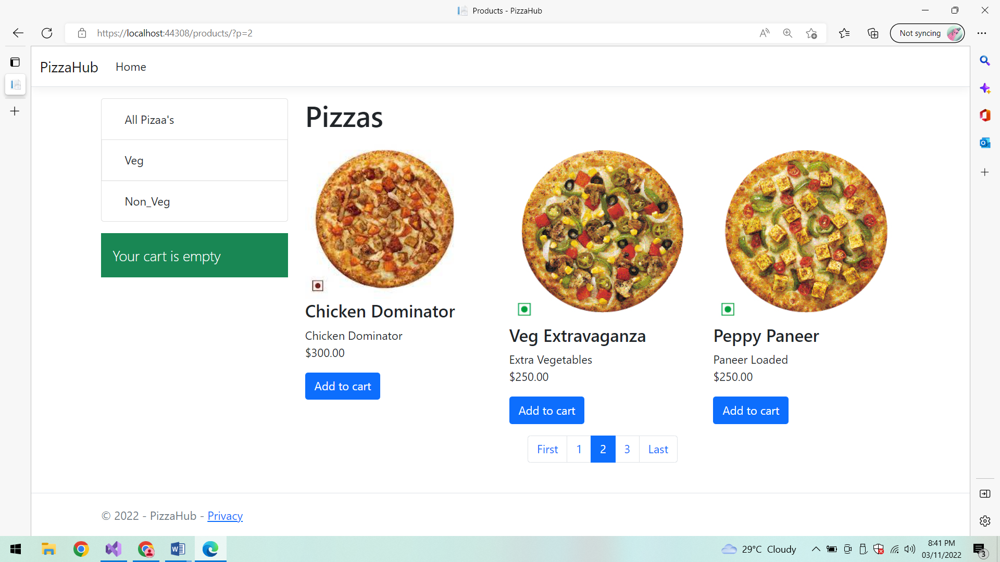 Products - PizzaHub
https://localhost:44308/products/?p=2
Not syncing
PizzaHub
Home
All Pizaa's
Veg
Non_Veg
Your cart is empty
Pizzas
Chicken Dominator
Chicken Dominator
$300.00
Add to cart
Veg Extravaganza
Extra Vegetables
$250.00
Add to cart
Peppy Paneer
Paneer Loaded
$250.00
Add to cart
First 1 2 3 Last
© 2022 - PizzaHub - Privacy
29°C Cloudy
8:41 PM
03/11/2022
3